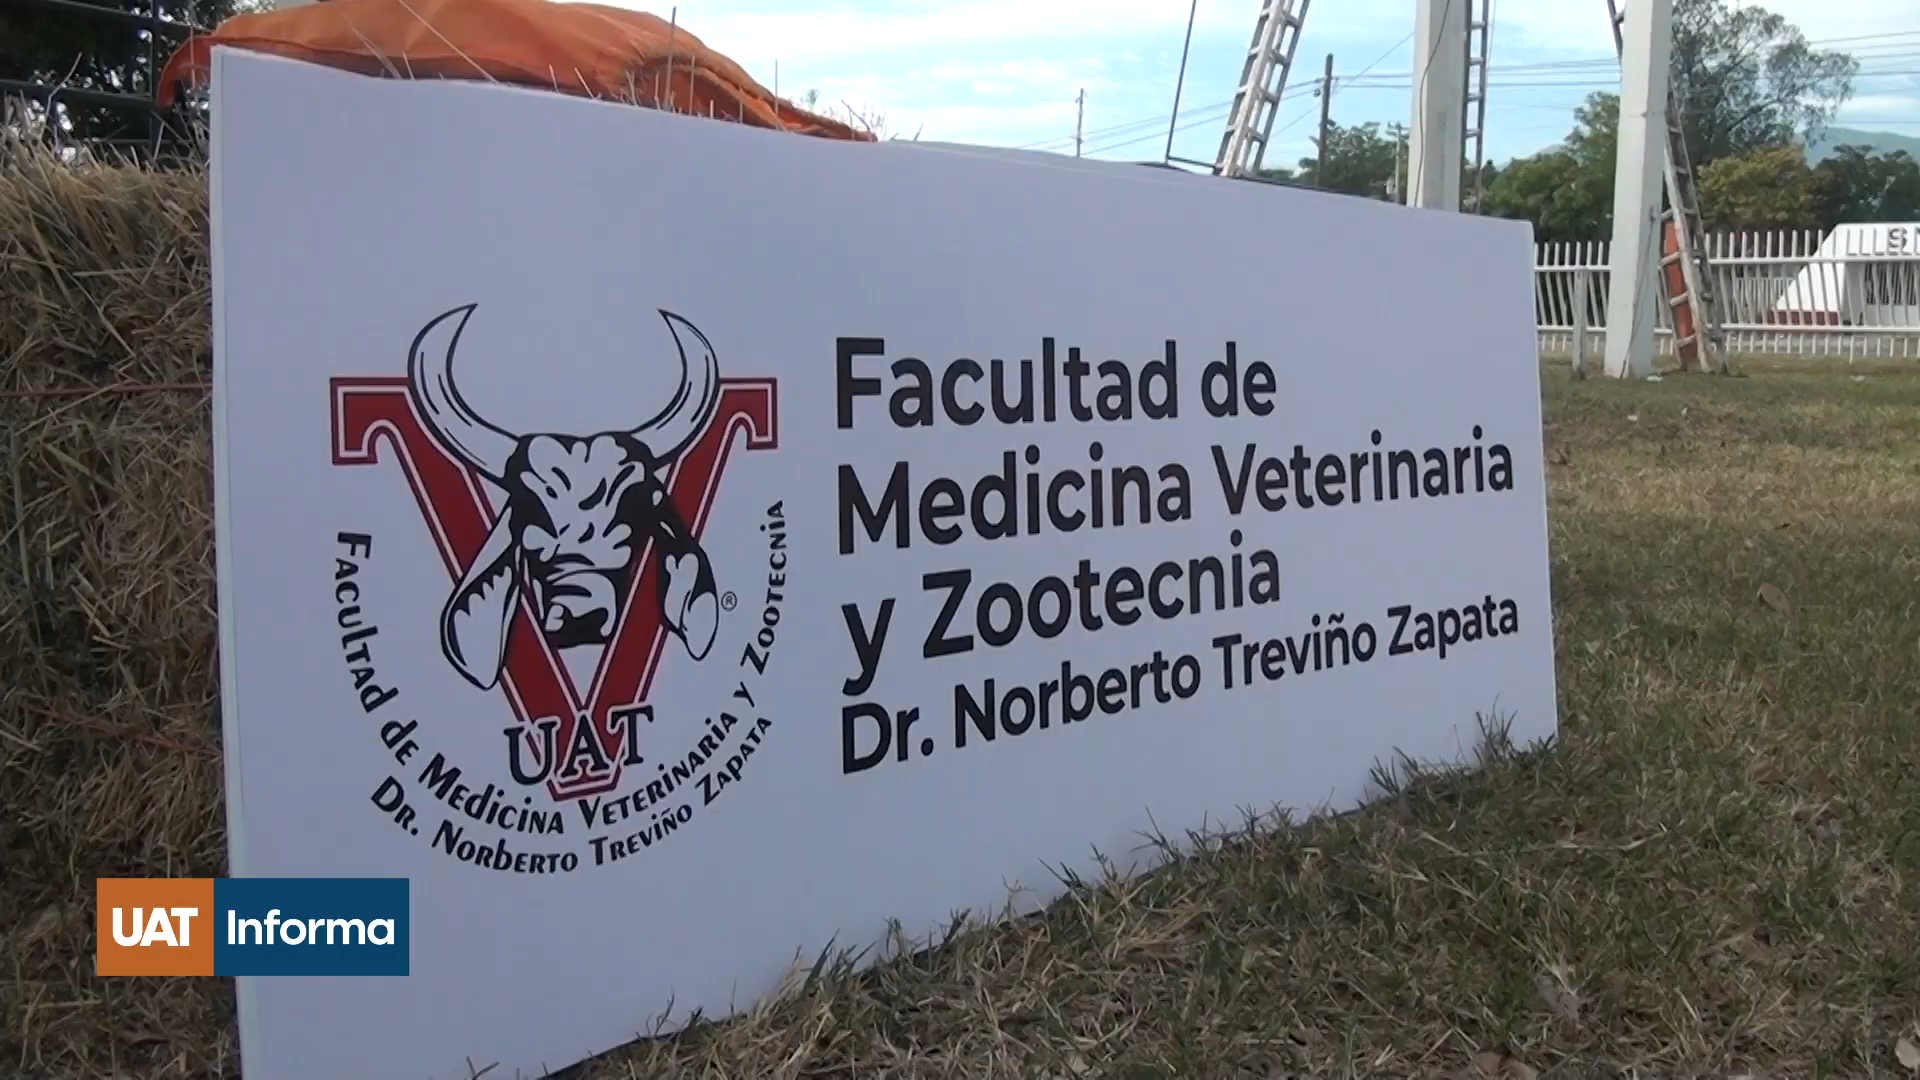 Facultad de
Medicina Veterinaria
y Zootecnia
Dr. Norberto Treviño Zapata
UAT
®
Facultad de Medicina Veterinaria y Zootecnia
Dr. Norberto Treviño Zapata
UAT Informa